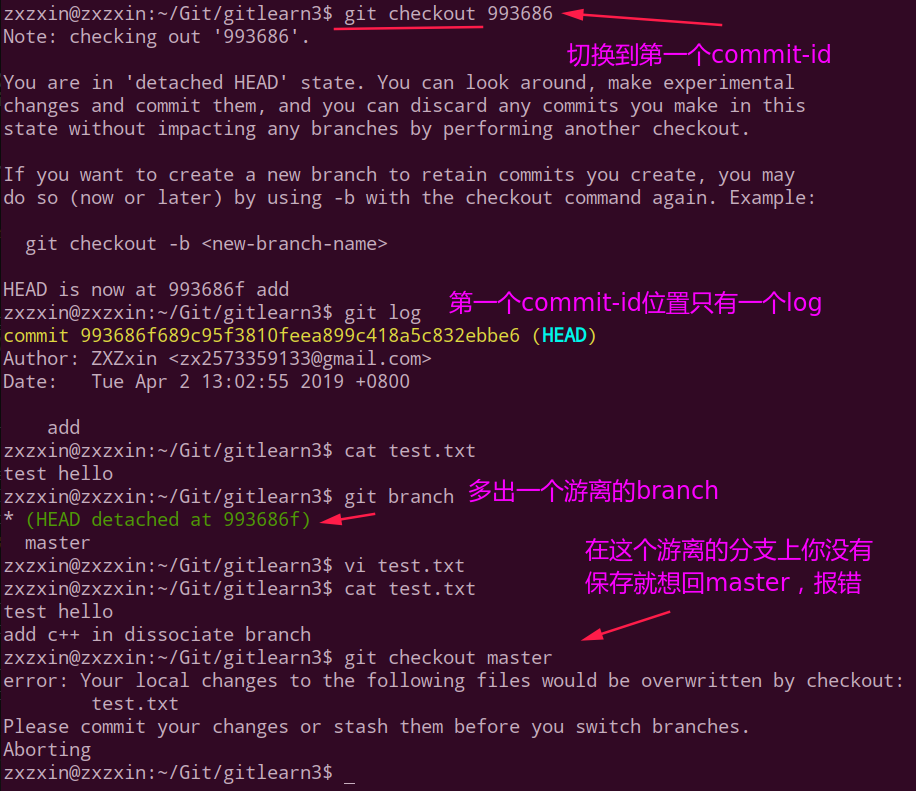 zxzxin@zxzxin:~/Git/gitlearn3$ git checkout 993686
Note: checking out '993686'.
切换到第一个commit-id
You are in 'detached HEAD' state. You can look around, make experimental
changes and commit them, and you can discard any commits you make in this
state without impacting any branches by performing another checkout.
If you want to create a new branch to retain commits you create, you may
do so (now or later) by using -b with the checkout command again. Example:
git checkout -b <new-branch-name>
HEAD is now at 993686f add
zxzxin@zxzxin:~/Git/gitlearn3$ git log
第一个commit-id位置只有一个log
commit 993686f689c95f3810feea899c418a5c832ebbe6 (HEAD)
Author: ZXZxin <zx2573359133@gmail.com>
Date:   Tue Apr 2 13:02:55 2019 +0800
add
zxzxin@zxzxin:~/Git/gitlearn3$ cat test.txt
test hello
zxzxin@zxzxin:~/Git/gitlearn3$ git branch
多出一个游离的branch
* (HEAD detached at 993686f)
master
zxzxin@zxzxin:~/Git/gitlearn3$ vi test.txt
在这个游离的分支上你没有
保存就想回master，报错
zxzxin@zxzxin:~/Git/gitlearn3$ cat test.txt
test hello
add c++ in dissociate branch
zxzxin@zxzxin:~/Git/gitlearn3$ git checkout master
error: Your local changes to the following files would be overwritten by checkout:
test.txt
Please commit your changes or stash them before you switch branches.
Aborting
zxzxin@zxzxin:~/Git/gitlearn3$ _